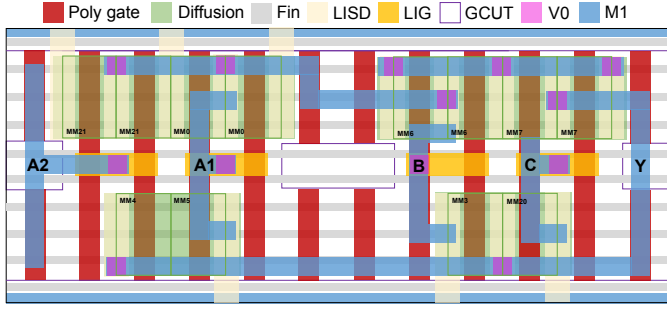 Poly gate Diffusion Fin LISD LIG GCUT V0 M1
MM21 MM21 MM0 MM0 MM6 MM6 MM7 MM7
A2 A1 B C Y
MM4 MM5 MM3 MM20